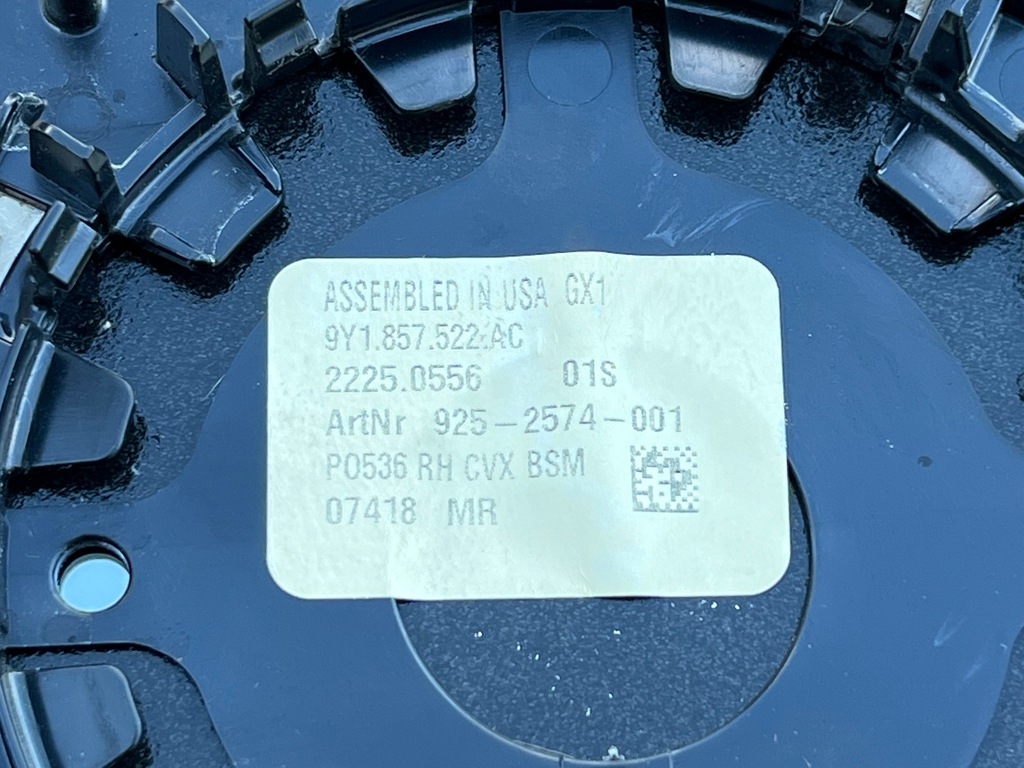 ASSEMBLED IN USA GX1
9Y1.857.522.AC
2225.0556 01S
ArtNr 925-2574-001
PO536 RH CVX BSM
07418 MR